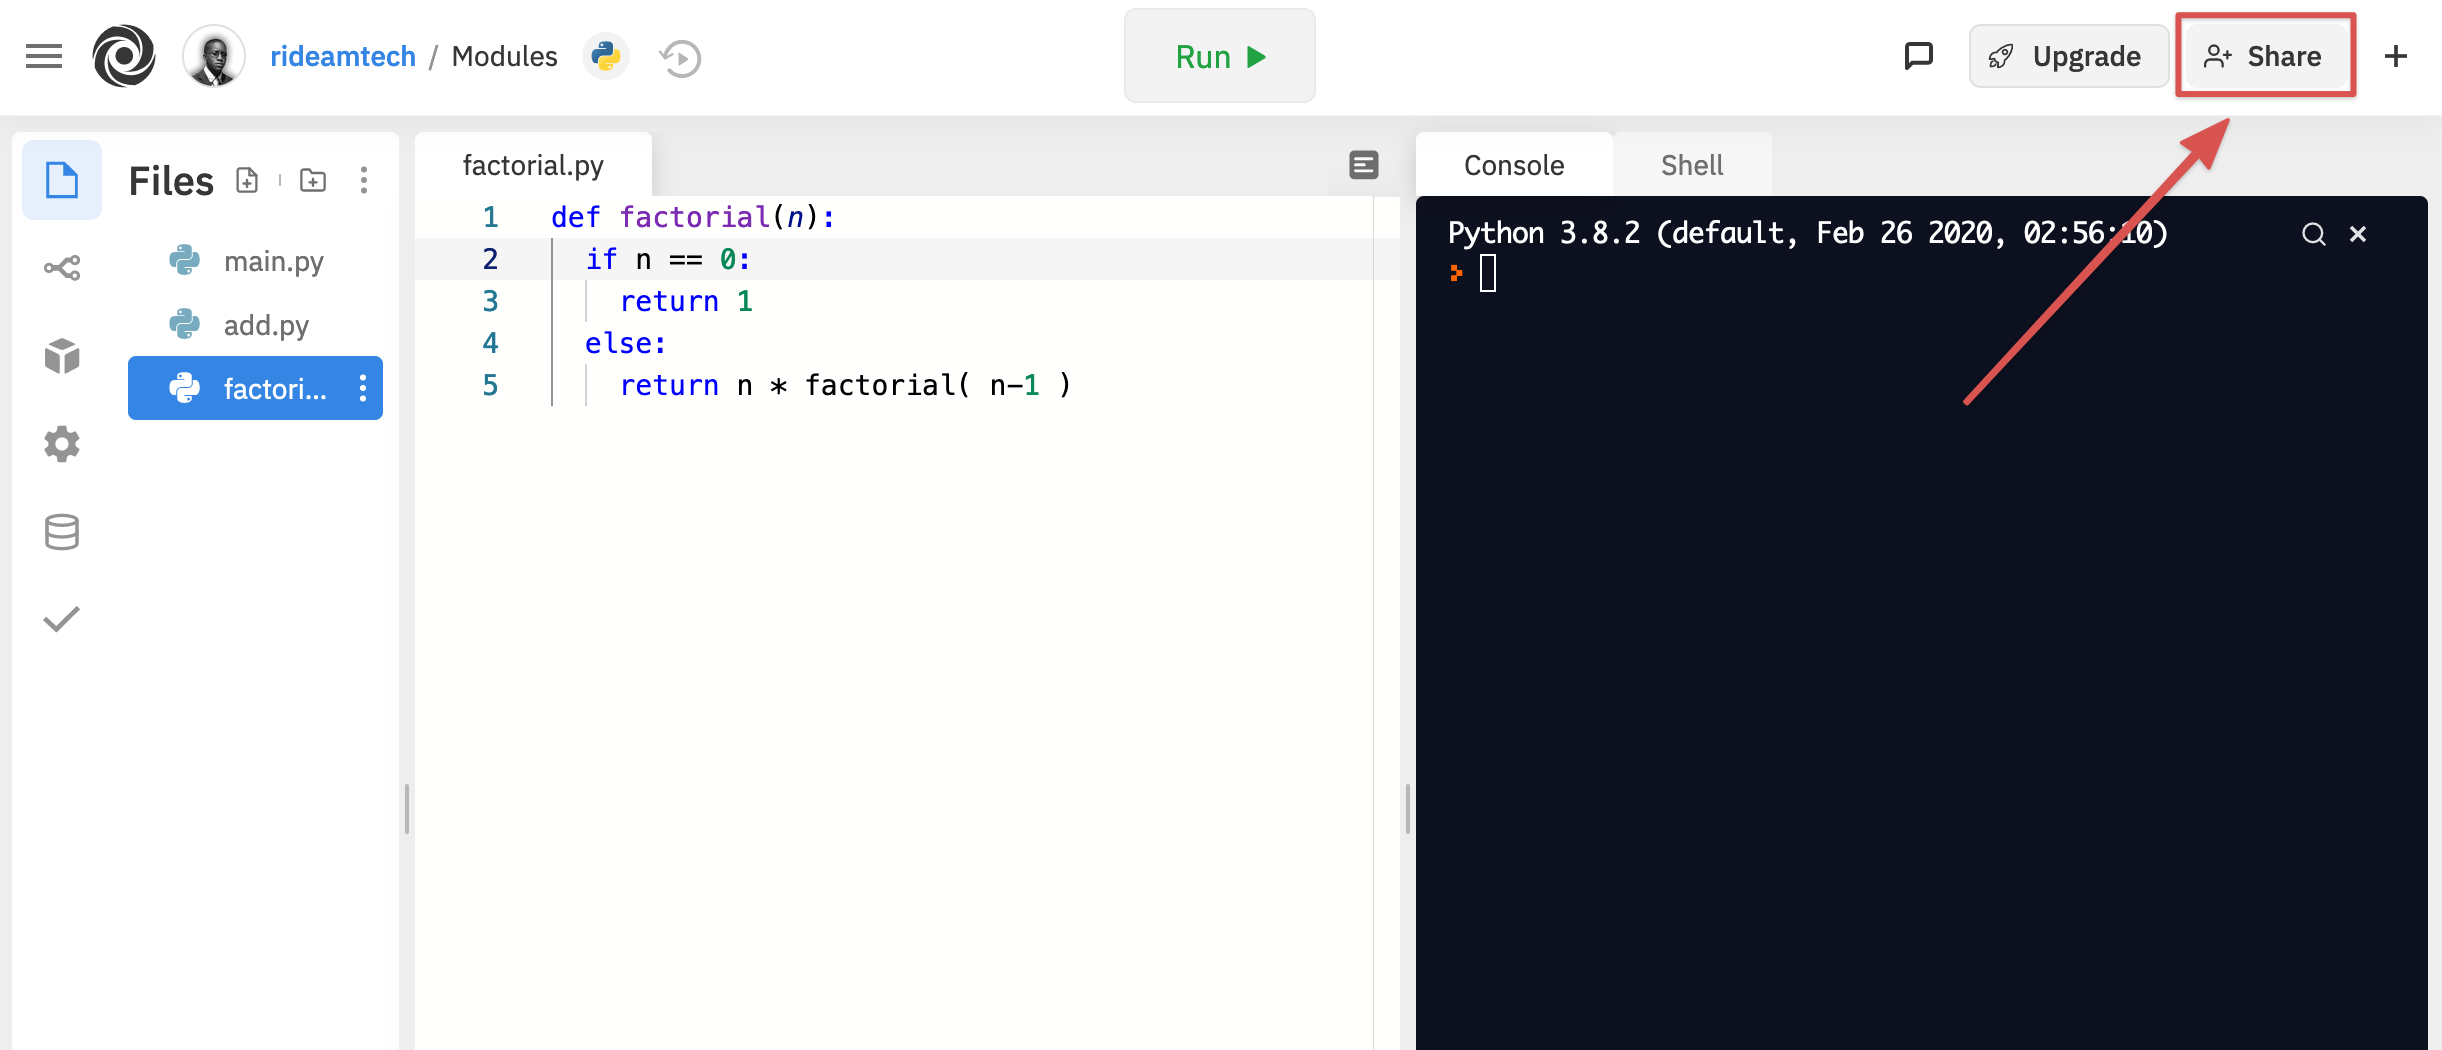 rideamtech / Modules
Run
Upgrade
Share
Files
main.py
add.py
factori...
factorial.py
1 def factorial(n):
2   if n == 0:
3     return 1
4   else:
5     return n * factorial( n-1 )
Console
Shell
Python 3.8.2 (default, Feb 26 2020, 02:56:10)